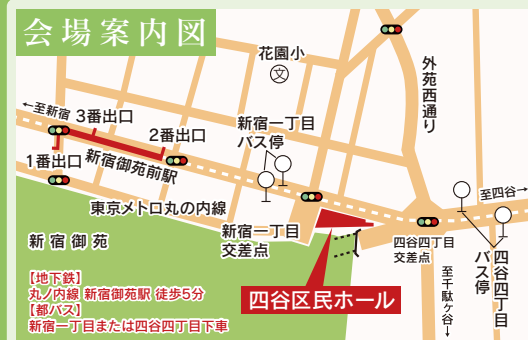 会場案内図
花園小
文
外苑西通り
←至新宿
3番出口
2番出口
1番出口
新宿御苑前駅
新宿一丁目
バス停
東京メトロ丸の内線
新宿御苑
新宿一丁目
交差点
至四谷→
四谷四丁目
交差点
四谷四丁目
バス停
至千駄ヶ谷→
四谷区民ホール
【地下鉄】
丸ノ内線 新宿御苑駅 徒歩5分
【都バス】
新宿一丁目または四谷四丁目下車